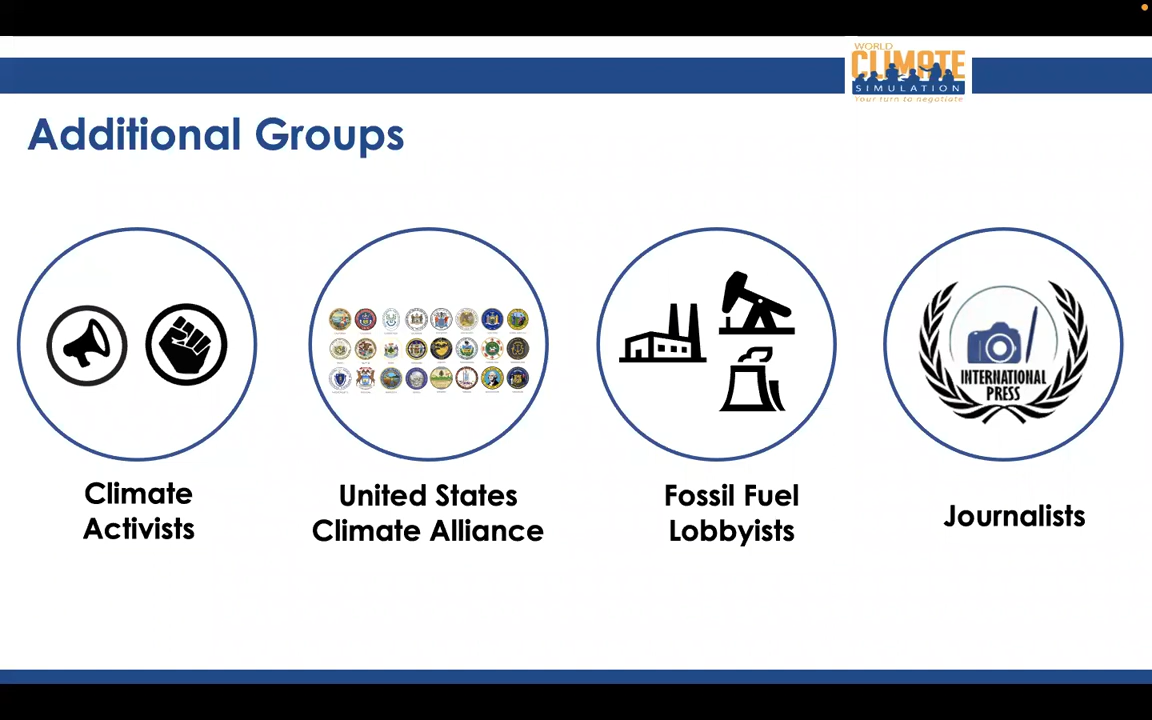 WORLD
CLIMATE
SIMULATION
Your turn to negotiate
Additional Groups
INTERNATIONAL
PRESS
Climate
Activists
United States
Climate Alliance
Fossil Fuel
Lobbyists
Journalists